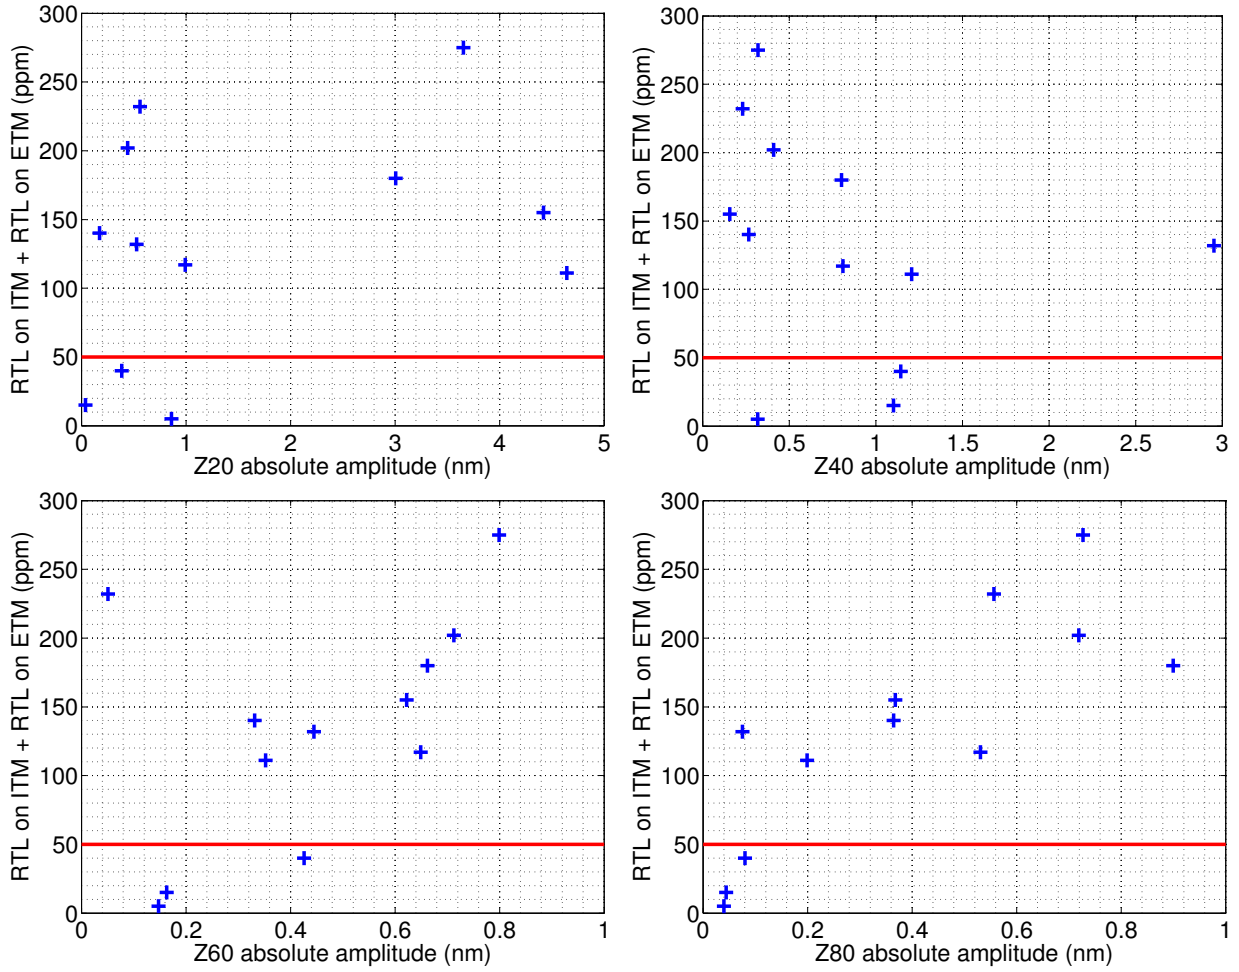 300
250
200
150
100
50
0
RTL on ITM + RTL on ETM (ppm)
0 1 2 3 4 5
Z20 absolute amplitude (nm)
300
250
200
150
100
50
0
RTL on ITM + RTL on ETM (ppm)
0 0.5 1 1.5 2 2.5 3
Z40 absolute amplitude (nm)
300
250
200
150
100
50
0
RTL on ITM + RTL on ETM (ppm)
0 0.2 0.4 0.6 0.8 1
Z60 absolute amplitude (nm)
300
250
200
150
100
50
0
RTL on ITM + RTL on ETM (ppm)
0 0.2 0.4 0.6 0.8 1
Z80 absolute amplitude (nm)